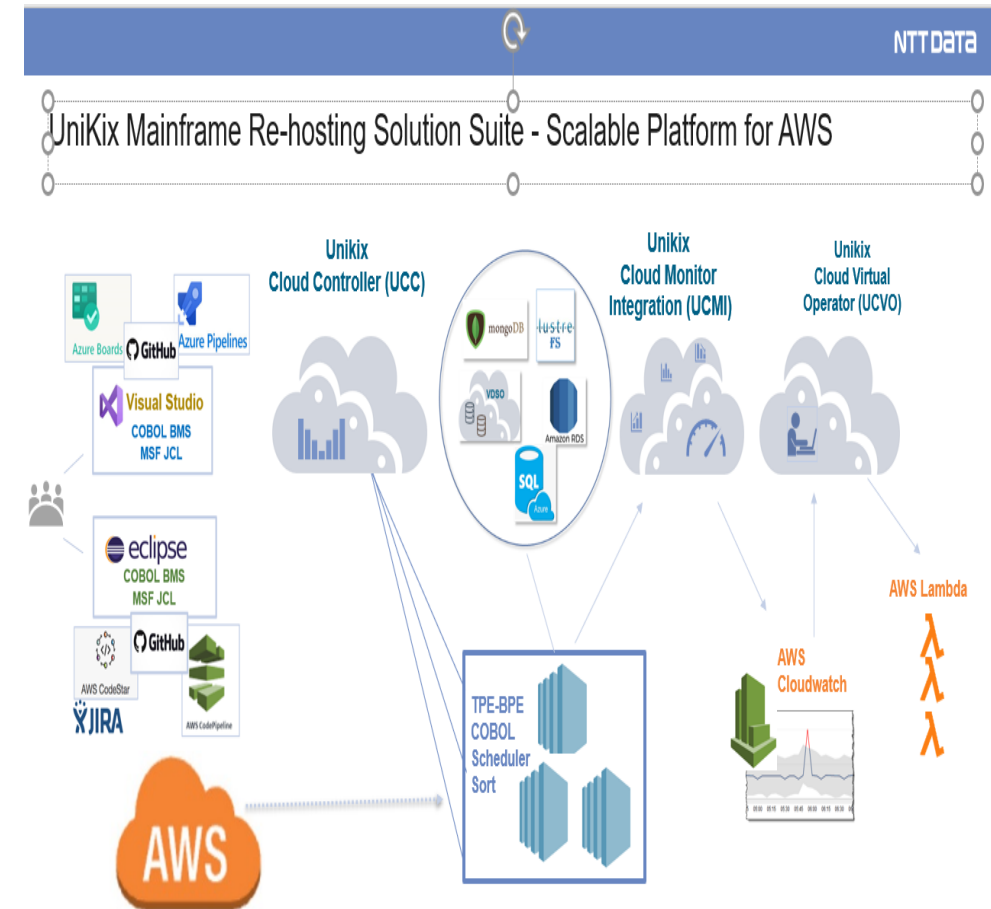 NTT DATA
UniKix Mainframe Re-hosting Solution Suite - Scalable Platform for AWS
Unikix
Cloud Controller (UCC)
Unikix
Cloud Monitor
Integration (UCMI)
Unikix
Cloud Virtual
Operator (UCVO)
Azure Boards
GitHub
Azure Pipelines
Visual Studio
COBOL BMS
MSF JCL
eclipse
COBOL BMS
MSF JCL
GitHub
AWS CodeStar
JIRA
AWS CodePipeline
AWS
mongoDB
lustre
FS
VDSO
Amazon RDS
SQL
Azure
TPE-BPE
COBOL
Scheduler
Sort
AWS
Cloudwatch
AWS Lambda